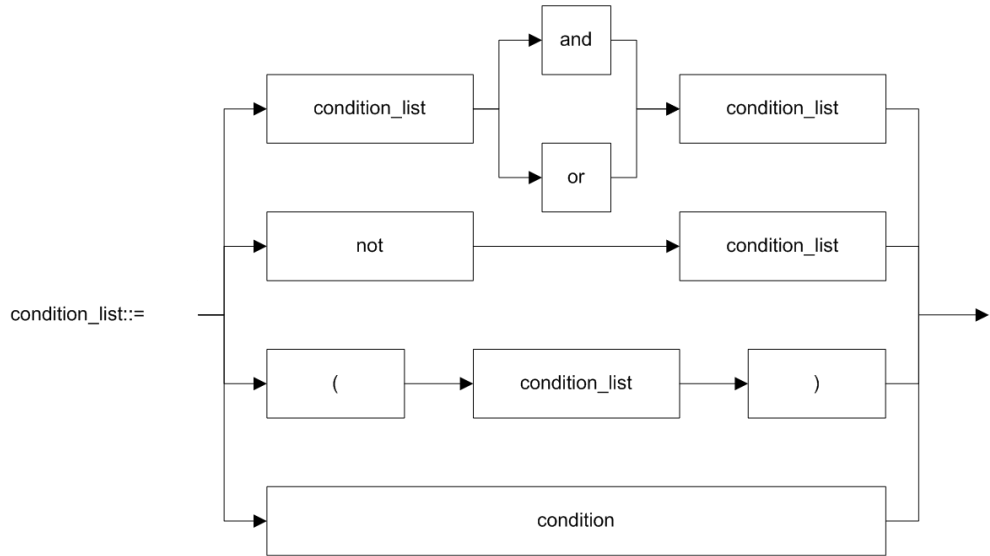 and
condition_list
condition_list
or
not
condition_list
condition_list::=
(
condition_list
)
condition